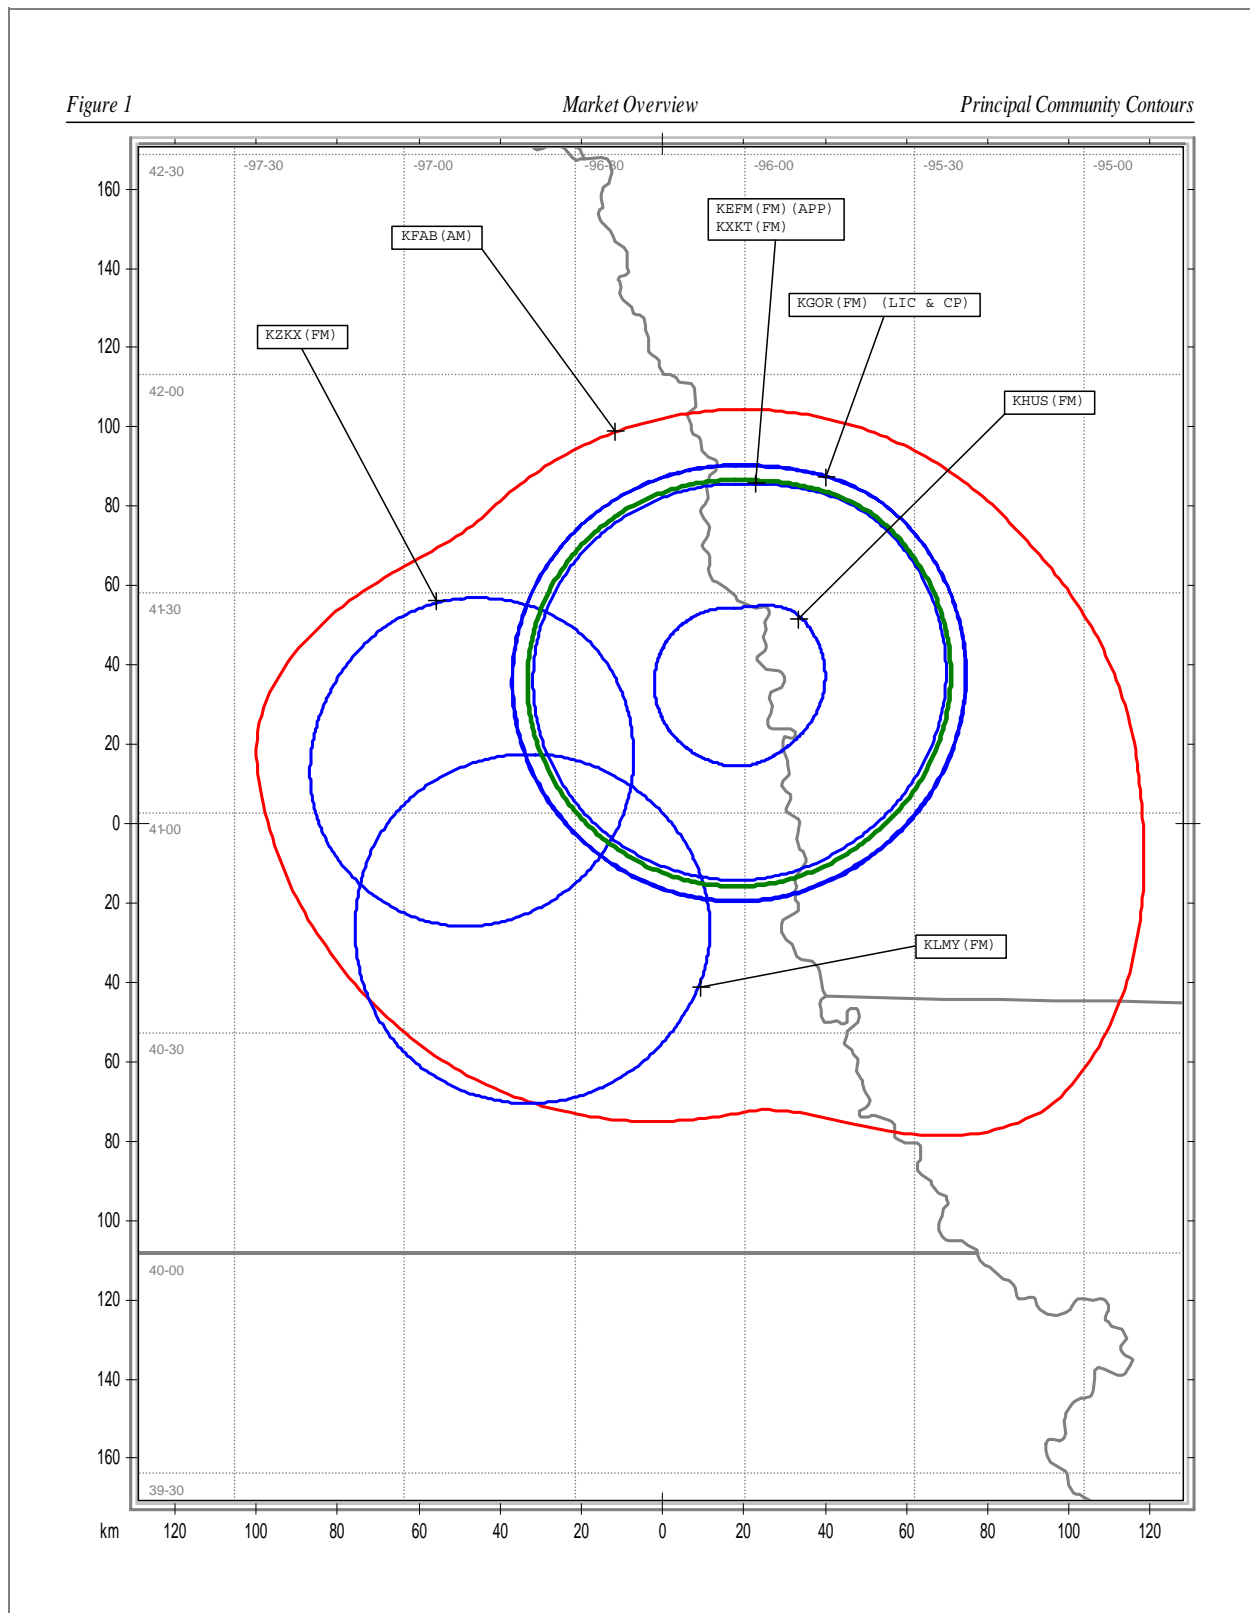 Figure 1 Market Overview Principal Community Contours
42-30 -97-30 -97-00 -96-30 -96-00 -95-30 -95-00
160
KEFM(FM)(APP)
KXKT(FM)
KFAB(AM)
140
KGOR(FM) (LIC & CP)
KZKX(FM)
120
42-00
KHUS(FM)
100
80
60
41-30
40
20
0
41-00
20
KLMY(FM)
40
40-30
60
80
100
40-00
120
140
160
39-30
km 120 100 80 60 40 20 0 20 40 60 80 100 120